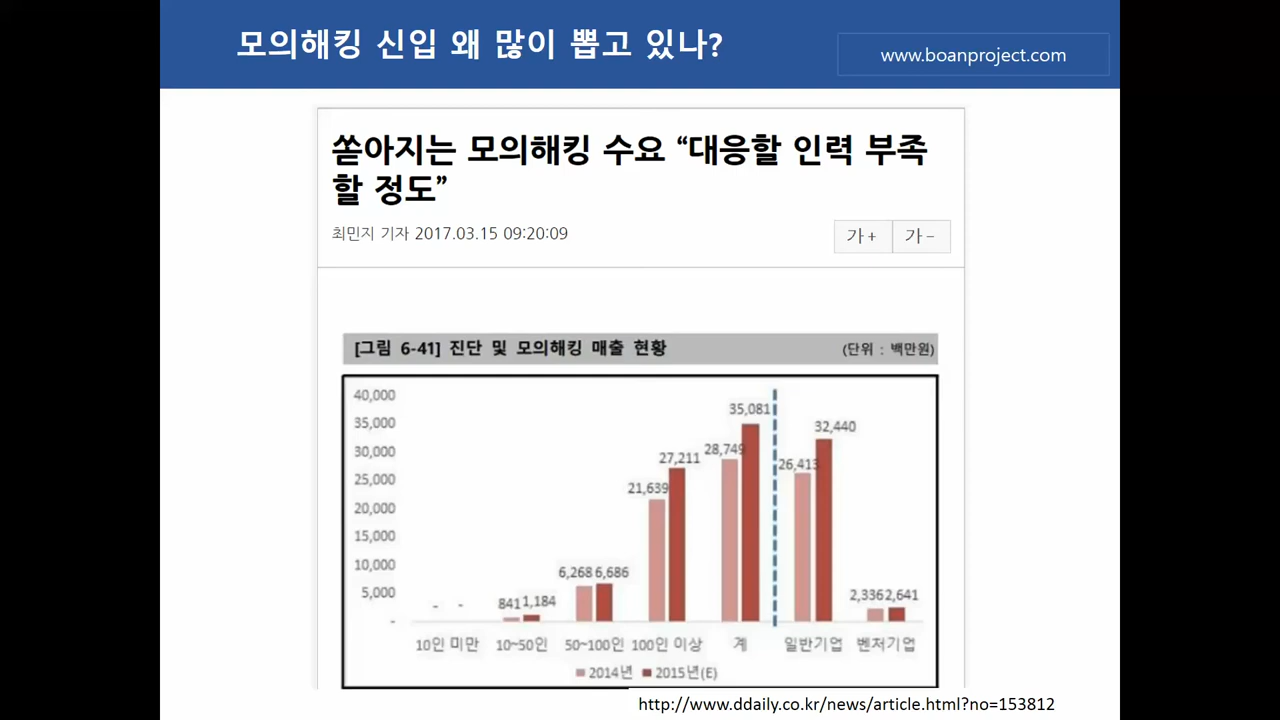 모의해킹 신입 왜 많이 뽑고 있나?
www.boanproject.com
쏟아지는 모의해킹 수요 “대응할 인력 부족
할 정도”
최민지 기자 2017.03.15 09:20:09
가+ 가-
[그림 6-41] 진단 및 모의해킹 매출 현황 (단위 : 백만원)
40,000
35,000
30,000
25,000
20,000
15,000
10,000
5,000
-
- -
841 1,184
6,268 6,686
21,639 27,211
28,749 35,081
26,413 32,440
2,336 2,641
10인 미만 10~50인 50~100인 100인 이상 계 일반기업 벤처기업
2014년 2015년(E)
http://www.ddaily.co.kr/news/article.html?no=153812